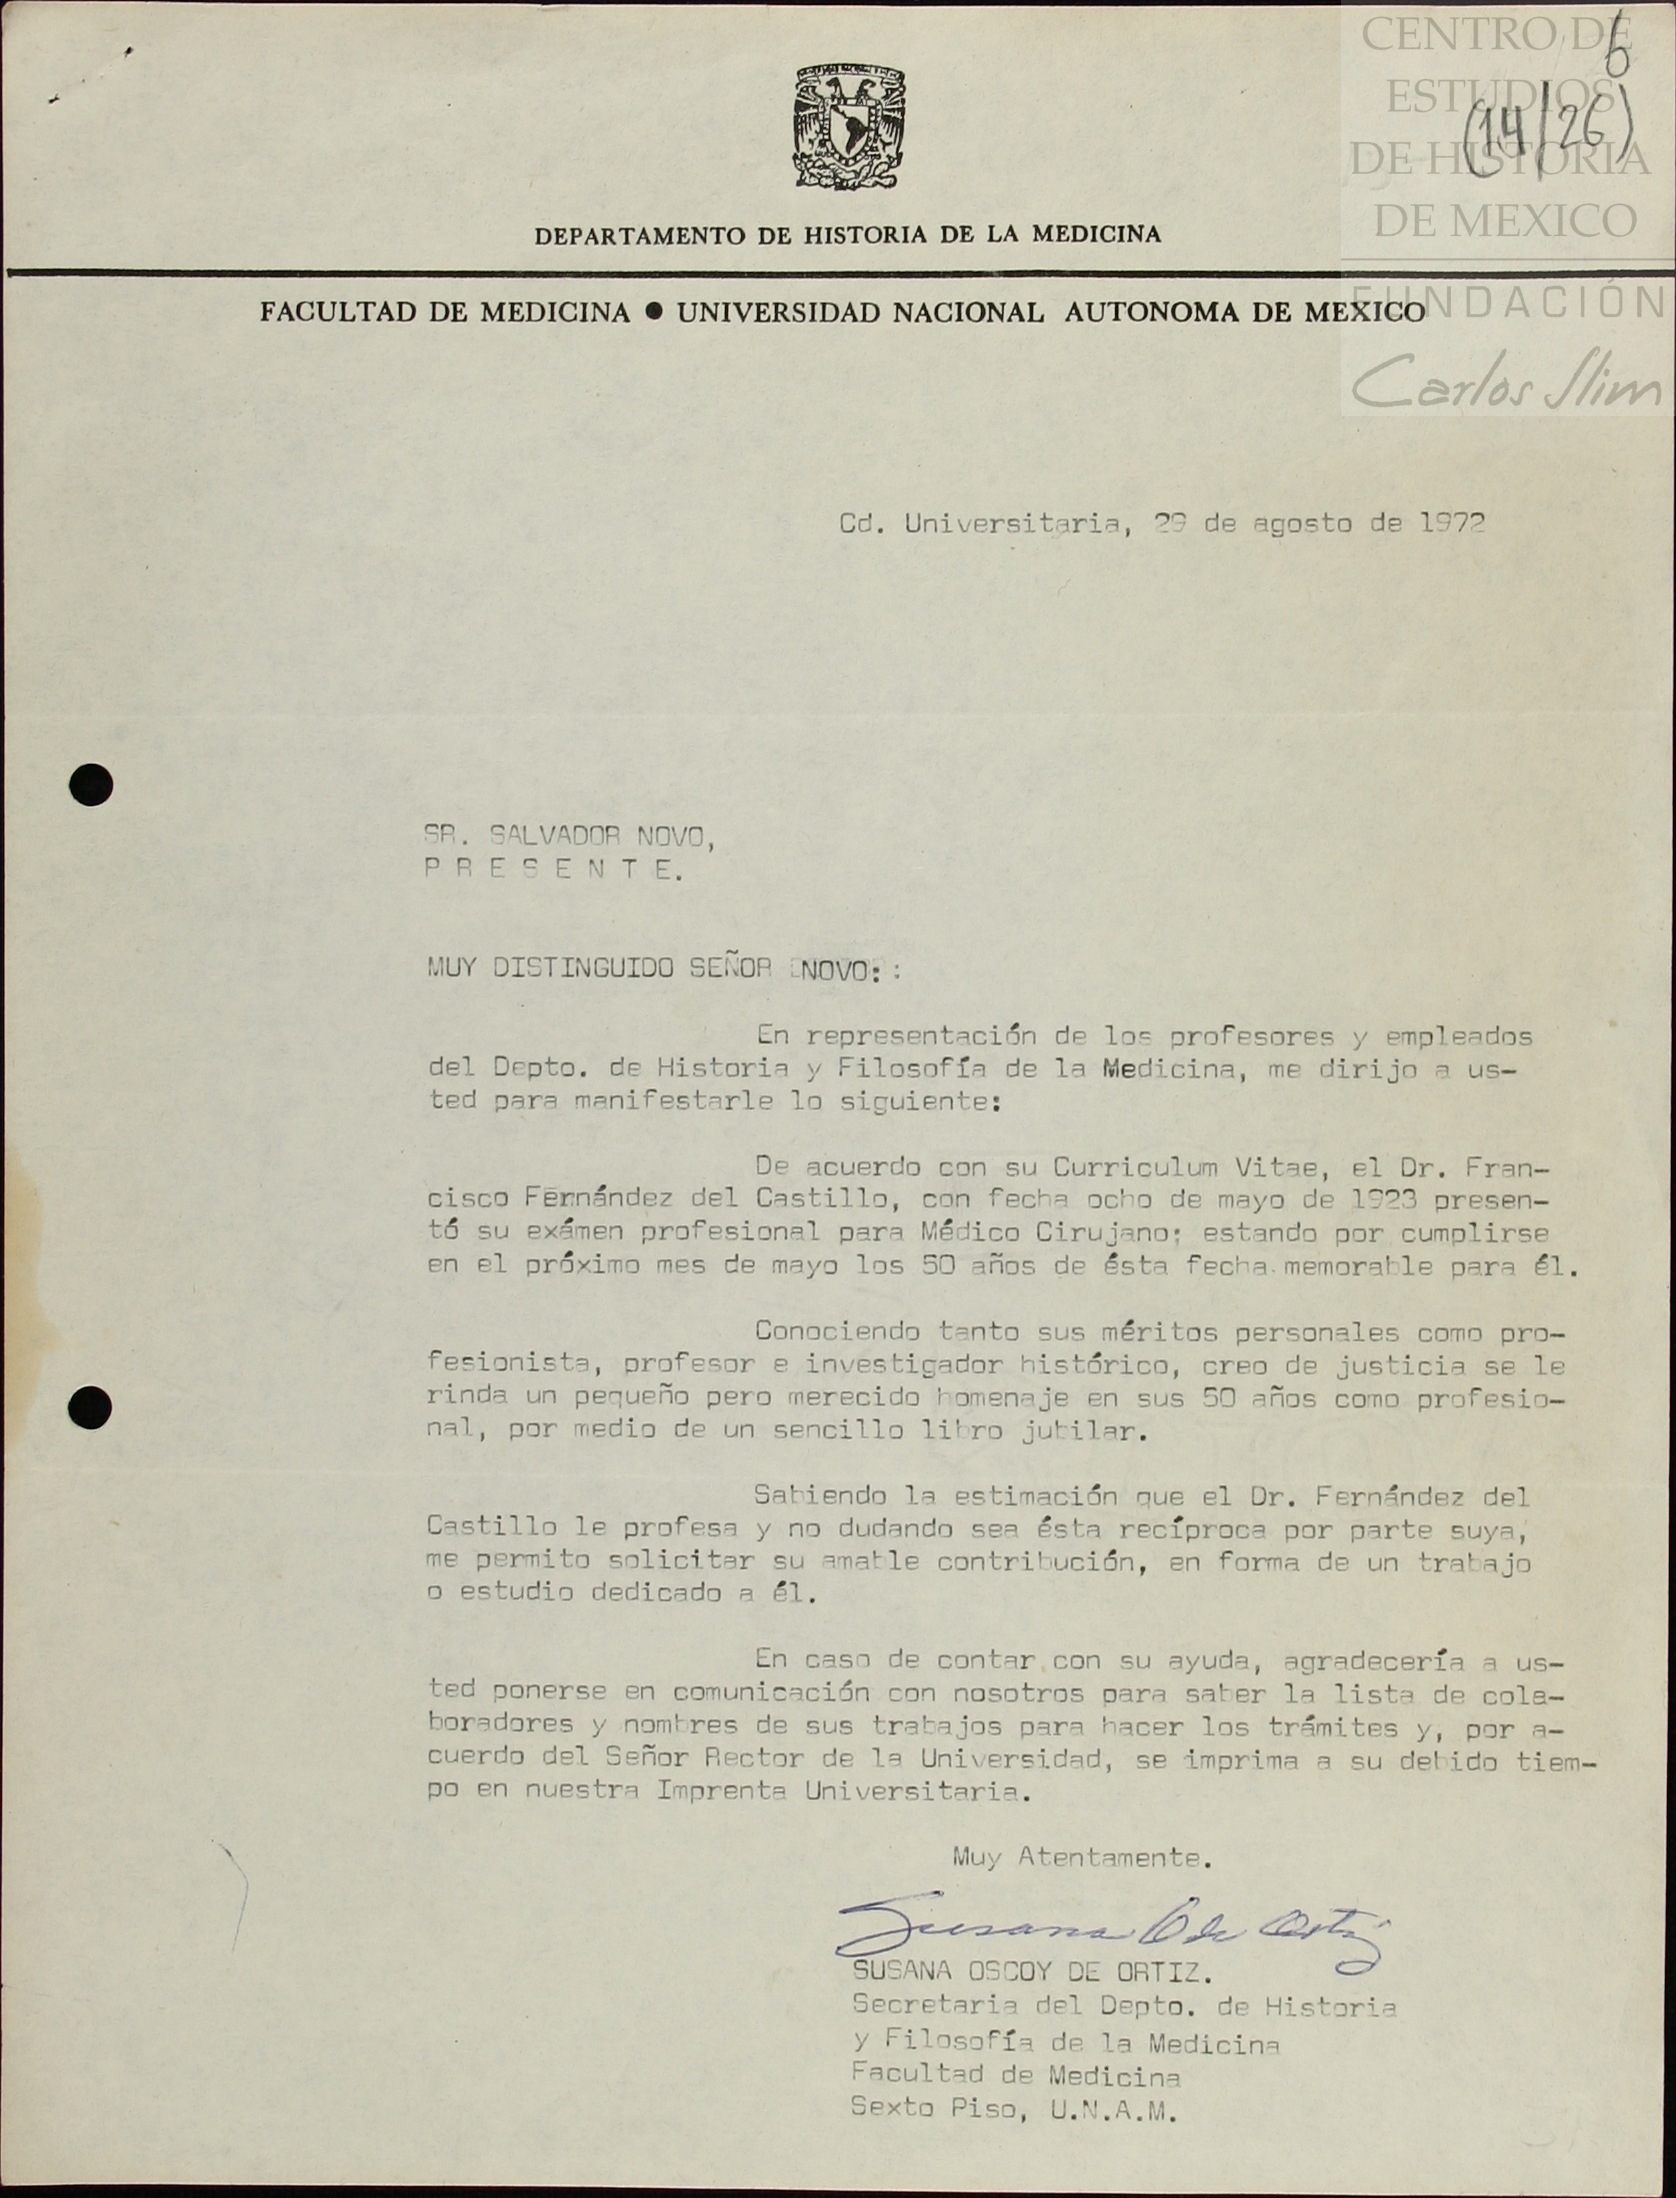 CENTRO DE
ESTUDIOS
DE HISTORIA
DE MEXICO
FUNDACIÓN
Carlos Slim
6
(14/26)
DEPARTAMENTO DE HISTORIA DE LA MEDICINA
FACULTAD DE MEDICINA ● UNIVERSIDAD NACIONAL AUTONOMA DE MEXICO
Cd. Universitaria, 29 de agosto de 1972
SR. SALVADOR NOVO,
P R E S E N T E.
MUY DISTINGUIDO SEÑOR NOVO: :
En representación de los profesores y empleados
del Depto. de Historia y Filosofía de la Medicina, me dirijo a us-
ted para manifestarle lo siguiente:
De acuerdo con su Curriculum Vitae, el Dr. Fran-
cisco Fernández del Castillo, con fecha ocho de mayo de 1923 presen-
tó su exámen profesional para Médico Cirujano; estando por cumplirse
en el próximo mes de mayo los 50 años de ésta fecha memorable para él.
Conociendo tanto sus méritos personales como pro-
fesionista, profesor e investigador histórico, creo de justicia se le
rinda un pequeño pero merecido homenaje en sus 50 años como profesio-
nal, por medio de un sencillo libro jubilar.
Sabiendo la estimación que el Dr. Fernández del
Castillo le profesa y no dudando sea ésta recíproca por parte suya,
me permito solicitar su amable contribución, en forma de un trabajo
o estudio dedicado a él.
En caso de contar con su ayuda, agradecería a us-
ted ponerse en comunicación con nosotros para saber la lista de cola-
boradores y nombres de sus trabajos para hacer los trámites y, por a-
cuerdo del Señor Rector de la Universidad, se imprima a su debido tiem-
po en nuestra Imprenta Universitaria.
Muy Atentamente.
Susana O de Ortiz
SUSANA OSCOY DE ORTIZ.
Secretaria del Depto. de Historia
y Filosofía de la Medicina
Facultad de Medicina
Sexto Piso, U.N.A.M.